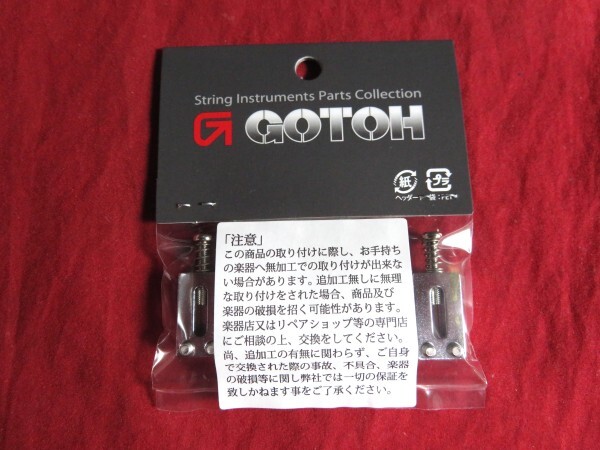 String Instruments Parts Collection
GOTOH
紙 プラ
ヘッダー
「注意」
この商品の取り付けに際し、お手持ち
の楽器へ無加工での取り付けが出来な
い場合があります。追加工無しに無理
な取り付けをされた場合、商品及び
楽器の破損を招く可能性があります。
楽器店又はリペアショップ等の専門店
にご相談の上、交換をしてください。
尚、追加工の有無に関わらず、ご自身
で交換された際の事故、不具合、楽器
の破損等に関し弊社では一切の保証を
致しかねます事をご了承ください。